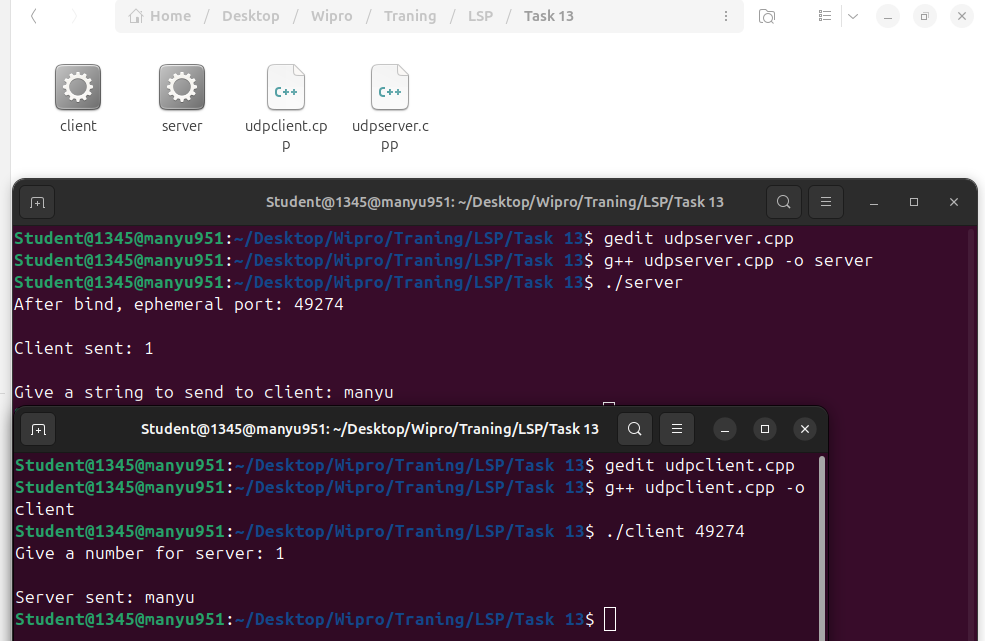 Home / Desktop / Wipro / Traning / LSP / Task 13
client
server
udpclient.cp
p
udpserver.c
pp
Student@1345@manyu951: ~/Desktop/Wipro/Traning/LSP/Task 13
Student@1345@manyu951:~/Desktop/Wipro/Traning/LSP/Task 13$ gedit udpserver.cpp
Student@1345@manyu951:~/Desktop/Wipro/Traning/LSP/Task 13$ g++ udpserver.cpp -o server
Student@1345@manyu951:~/Desktop/Wipro/Traning/LSP/Task 13$ ./server
After bind, ephemeral port: 49274
Client sent: 1
Give a string to send to client: manyu
Student@1345@manyu951: ~/Desktop/Wipro/Traning/LSP/Task 13
Student@1345@manyu951:~/Desktop/Wipro/Traning/LSP/Task 13$ gedit udpclient.cpp
Student@1345@manyu951:~/Desktop/Wipro/Traning/LSP/Task 13$ g++ udpclient.cpp -o
client
Student@1345@manyu951:~/Desktop/Wipro/Traning/LSP/Task 13$ ./client 49274
Give a number for server: 1
Server sent: manyu
Student@1345@manyu951:~/Desktop/Wipro/Traning/LSP/Task 13$